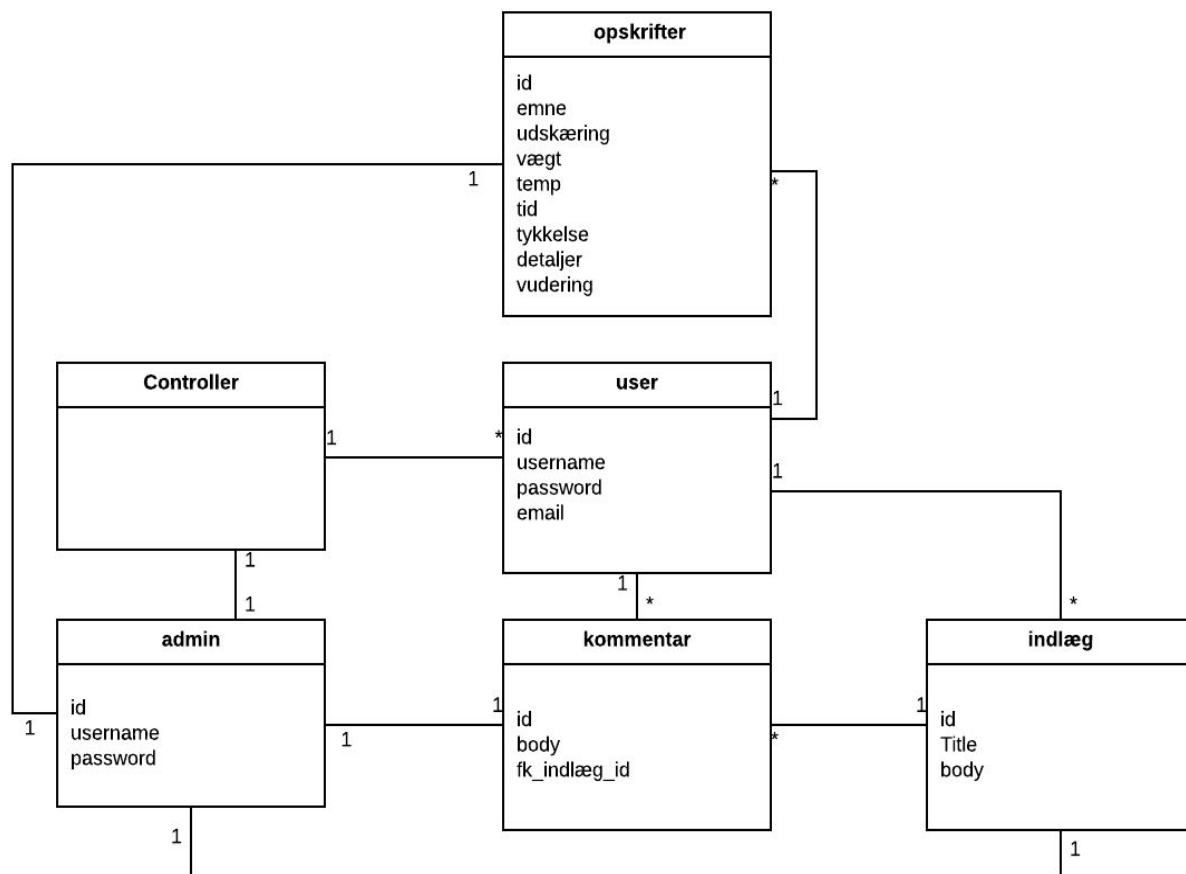 opskrifter
id
emne
udskæring
vægt
temp
tid
tykkelse
detaljer
vudering
1
*
Controller
user
1
id
username
password
email
1
*
1
1
1
1
*
*
admin
kommentar
indlæg
id
username
password
1
1
1
id
body
fk_indlæg_id
*
1
id
Title
body
1
1